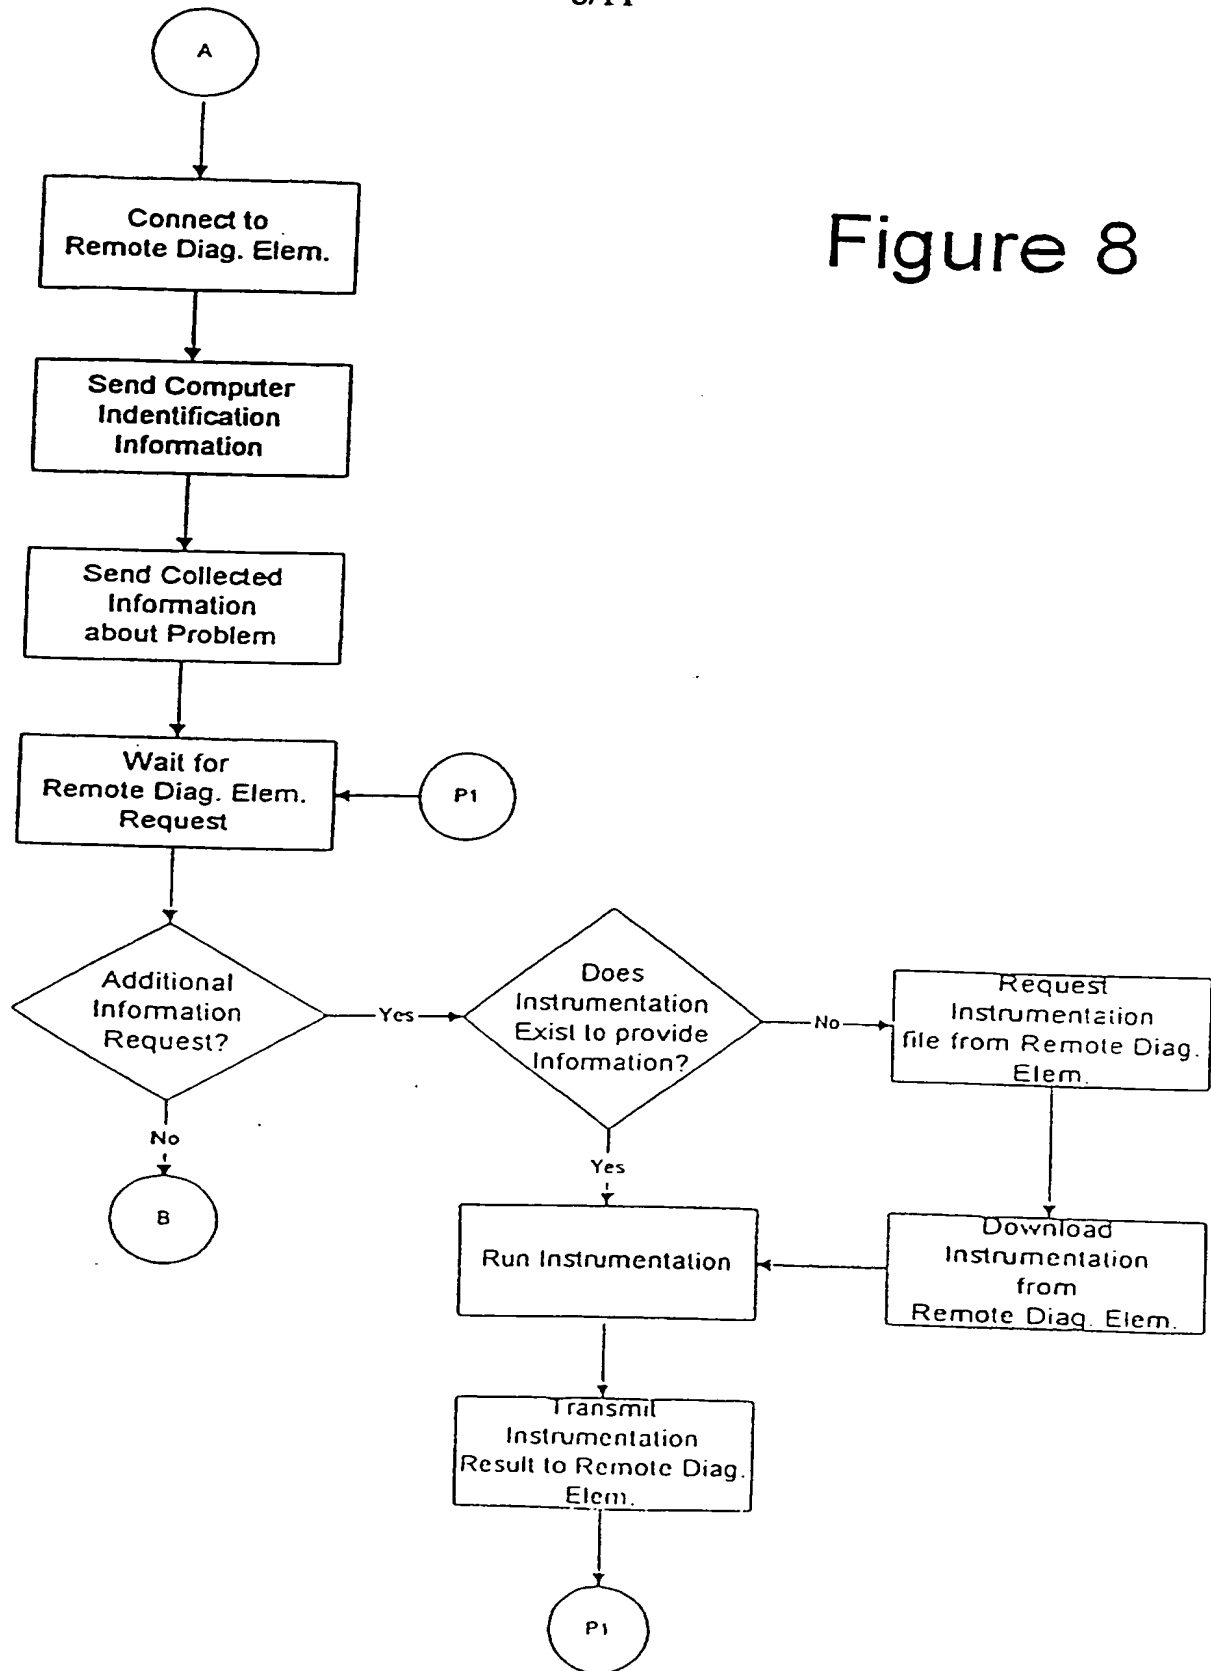 A
Connect to
Remote Diag. Elem.
Figure 8
Send Computer
Indentification
Information
Send Collected
Information
about Problem
Wait for
Remote Diag. Elem.
Request
P1
Additional
Information
Request?
Yes
Does
Instrumentation
Exist to provide
Information?
No
Request
Instrumentation
file from Remote Diag.
Elem.
No
B
Yes
Run Instrumentation
Download
Instrumentation
from
Remote Diag. Elem.
Transmit
Instrumentation
Result to Remote Diag.
Elem.
P1